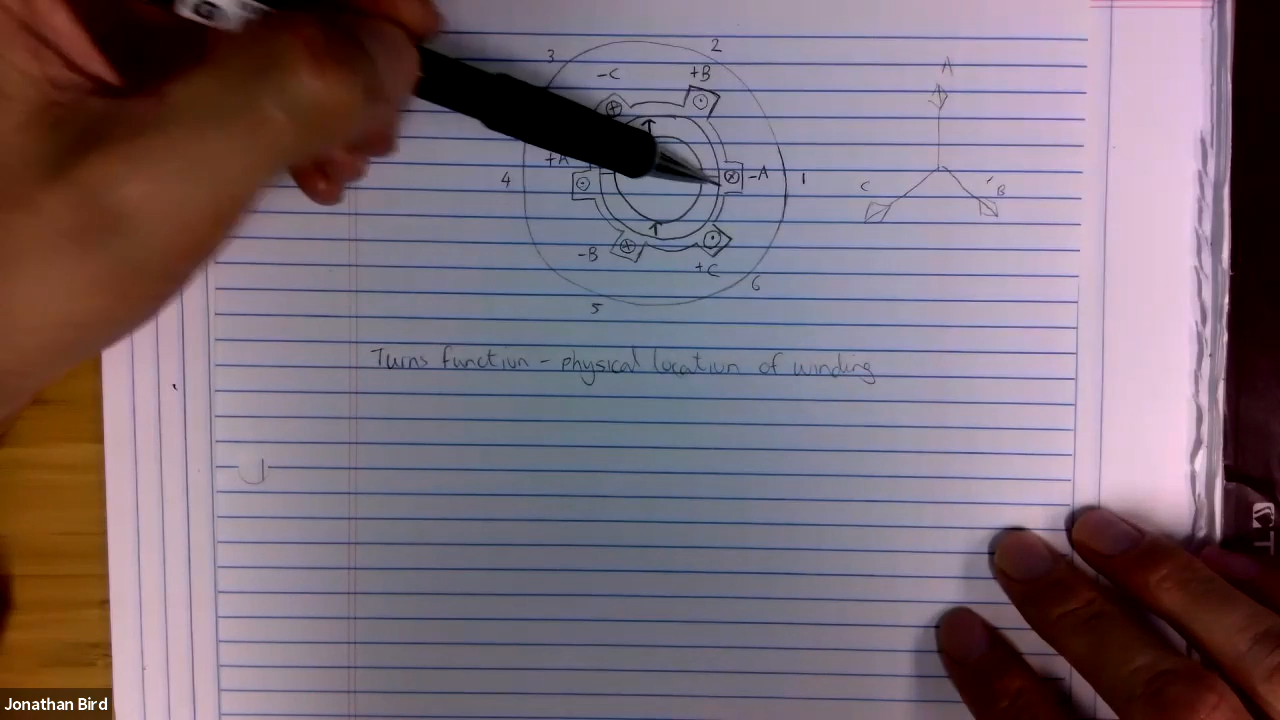 2
A
3
-C
+B
+A
-A
4
1
C
B
-B
+C
6
5
Turns function - physical location of winding
Jonathan Bird